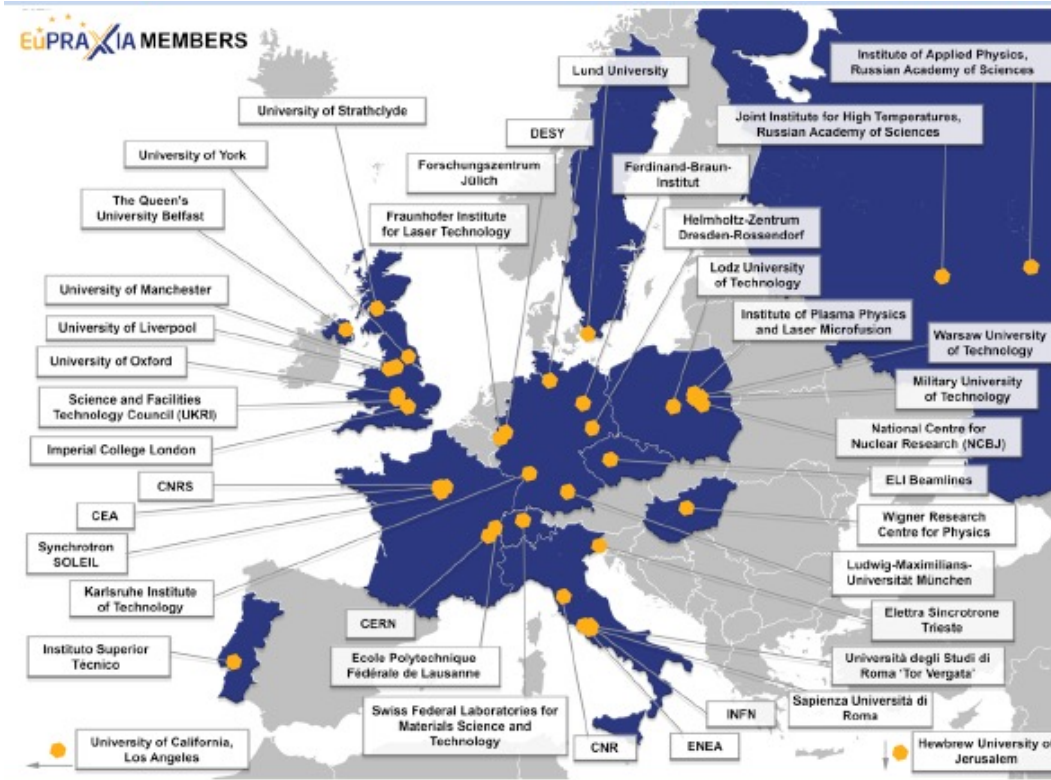 EuPRAXIA MEMBERS
Institute of Applied Physics,
Russian Academy of Sciences
Lund University
University of Strathclyde
Joint Institute for High Temperatures,
Russian Academy of Sciences
DESY
University of York
Forschungszentrum
Jülich
Ferdinand-Braun-
Institut
The Queen's
University Belfast
Fraunhofer Institute
for Laser Technology
Helmholtz-Zentrum
Dresden-Rossendorf
Lodz University
of Technology
University of Manchester
Institute of Plasma Physics
and Laser Microfusion
University of Liverpool
Warsaw University
of Technology
University of Oxford
Military University
of Technology
Science and Facilities
Technology Council (UKRI)
National Centre for
Nuclear Research (NCBJ)
Imperial College London
CNRS
ELI Beamlines
CEA
Wigner Research
Centre for Physics
Synchrotron
SOLEIL
Ludwig-Maximilians-
Universität München
Karlsruhe Institute
of Technology
CERN
Elettra Sincrotrone
Trieste
Instituto Superior
Técnico
Ecole Polytechnique
Fédérale de Lausanne
Università degli Studi di
Roma 'Tor Vergata'
Swiss Federal Laboratories for
Materials Science and
Technology
INFN
Sapienza Università di
Roma
University of California,
Los Angeles
CNR
ENEA
Hewbrew University of
Jerusalem